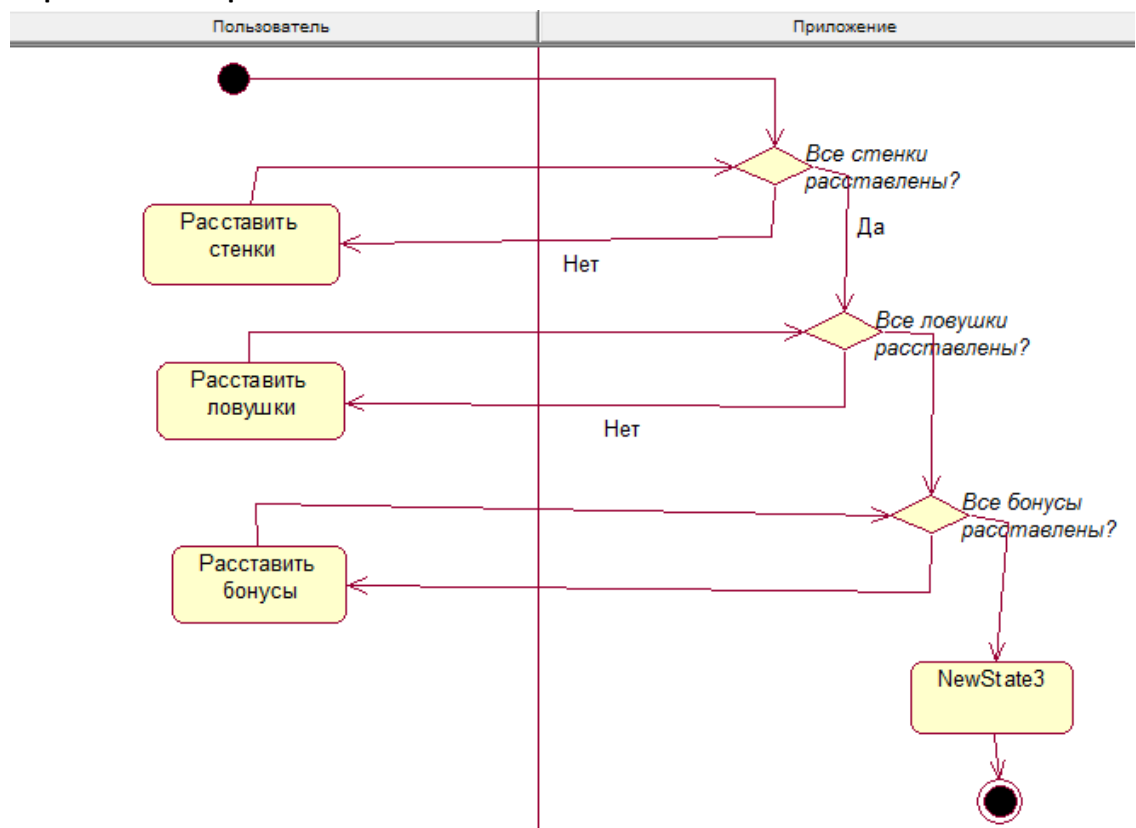 Пользователь
Приложение
Все стенки
расставлены?
Расставить
стенки
Да
Нет
Все ловушки
расставлены?
Расставить
ловушки
Нет
Все бонусы
расставлены?
Расставить
бонусы
NewState3